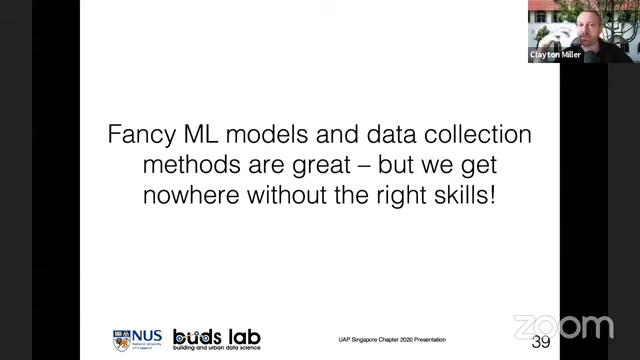 Clayton Miller
Fancy ML models and data collection
methods are great – but we get
nowhere without the right skills!
NUS
National University
of Singapore
buds lab
building and urban data science
UAP Singapore Chapter 2020 Presentation
39
zoom